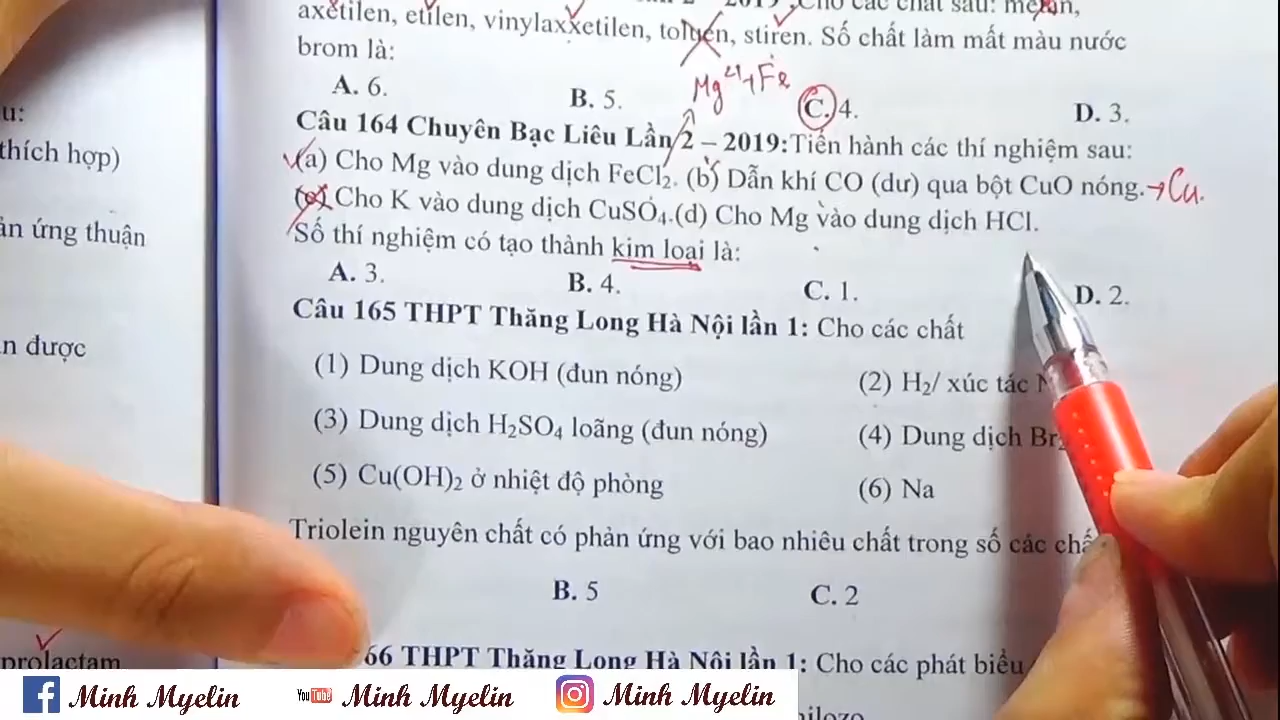 axetilen, etilen, vinylaxxetilen, toluen, stiren. Số chất làm mất màu nước
brom là:
A. 6. B. 5. C. 4. D. 3.
Mg²⁺+Fe
Câu 164 Chuyên Bạc Liêu Lần 2 – 2019: Tiến hành các thí nghiệm sau:
(a) Cho Mg vào dung dịch FeCl₂. (b) Dẫn khí CO (dư) qua bột CuO nóng. →Cu.
Cho K vào dung dịch CuSO₄.(d) Cho Mg vào dung dịch HCl.
Số thí nghiệm có tạo thành kim loại là:
A. 3. B. 4. C. 1. D. 2.
Câu 165 THPT Thăng Long Hà Nội lần 1: Cho các chất
(1) Dung dịch KOH (đun nóng) (2) H₂/ xúc tác
(3) Dung dịch H₂SO₄ loãng (đun nóng) (4) Dung dịch Br₂
(5) Cu(OH)₂ ở nhiệt độ phòng (6) Na
Triolein nguyên chất có phản ứng với bao nhiêu chất trong số các
B. 5 C. 2
66 THPT Thăng Long Hà Nội lần 1: Cho các phát biểu
u:
thích hợp)
ản ứng thuận
n được
prolactam
Minh Myelin YouTube Minh Myelin Minh Myelin